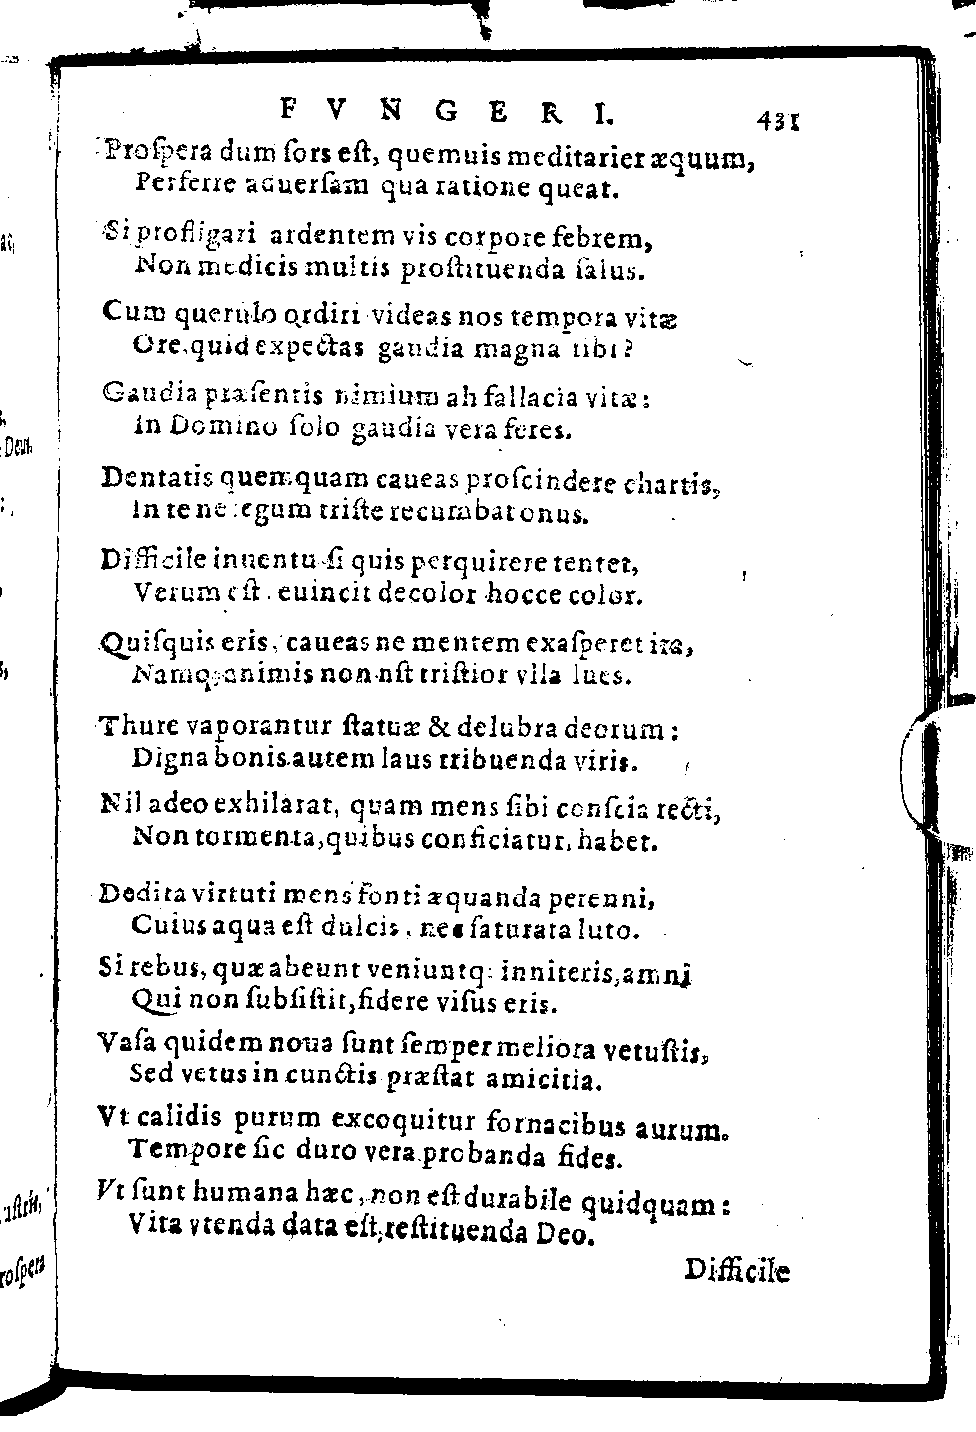 FVNGERI. 431
Proſpera dum ſors eſt, quemuis meditarier æquum,
Perferre aduerſam qua ratione queat.
Si profligari ardentem vis corpore febrem,
Non medicis multis proſtituenda ſalus.
Cum querulo ordiri videas nos tempora vitæ
Ore, quid expectas gaudia magna tibi?
Gaudia præſentis nimium ah fallacia vitæ:
In Domino ſolo gaudia vera feres.
Dentatis quemquam caueas proſcindere chartis,
In te ne legum triſte recumbat onus.
Difficile inuentu ſi quis perquirere tentet,
Verum eſt. euincit decolor hocce color.
Quiſquis eris, caueas ne mentem exaſperet ira,
Namq; animis non nſt triſtior vlla lues.
Thure vaporantur ſtatuæ & delubra deorum:
Digna bonis autem laus tribuenda viris.
Nil adeo exhilarat, quam mens ſibi conſcia recti,
Non tormenta, quibus conficiatur, habet.
Dedita virtuti mens fonti æquanda perenni,
Cuius aqua eſt dulcis, nec ſaturata luto.
Si rebus, quæ abeunt veniuntq; inniteris, amni
Qui non ſubſiſtit, fidere viſus eris.
Vaſa quidem noua ſunt ſemper meliora vetuſtis,
Sed vetus in cunctis præſtat amicitia.
Vt calidis purum excoquitur fornacibus aurum.
Tempore ſic duro vera probanda fides.
Vt ſunt humana hæc, non eſt durabile quidquam:
Vita vtenda data eſt, reſtituenda Deo.
Difficile